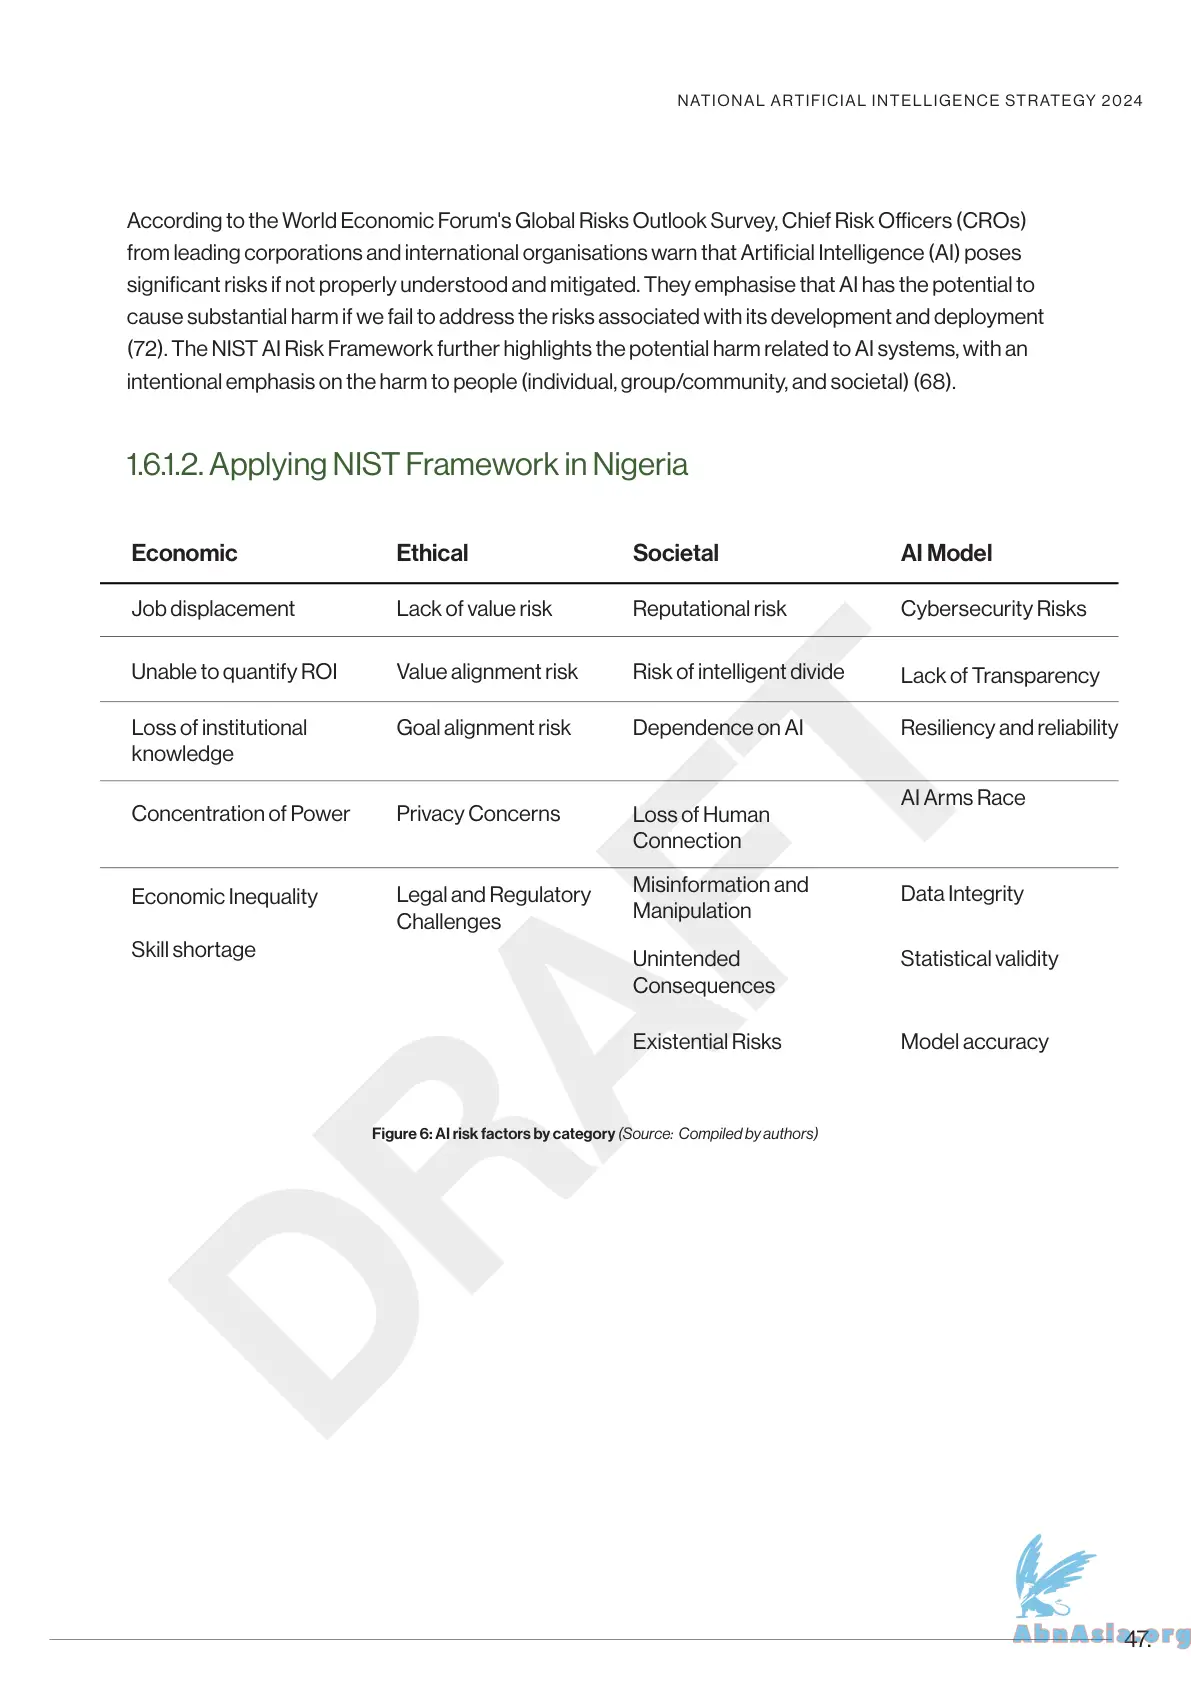 NATIONAL ARTIFICIAL INTELLIGENCE STRATEGY 2024
According to the World Economic Forum's Global Risks Outlook Survey, Chief Risk Officers (CROs)
from leading corporations and international organisations warn that Artificial Intelligence (AI) poses
significant risks if not properly understood and mitigated. They emphasise that AI has the potential to
cause substantial harm if we fail to address the risks associated with its development and deployment
(72). The NIST AI Risk Framework further highlights the potential harm related to AI systems, with an
intentional emphasis on the harm to people (individual, group/community, and societal) (68).
1.6.1.2. Applying NIST Framework in Nigeria
Economic Ethical Societal AI Model
Job displacement Lack of value risk Reputational risk Cybersecurity Risks
Unable to quantify ROI Value alignment risk Risk of intelligent divide Lack of Transparency
Loss of institutional Goal alignment risk Dependence on AI Resiliency and reliability
knowledge
AI Arms Race
Concentration of Power Privacy Concerns Loss of Human
Connection
Misinformation and
Economic Inequality Legal and Regulatory Data Integrity
Challenges Manipulation
Skill shortage Unintended Statistical validity
Consequences
Existential Risks Model accuracy
Figure 6: AI risk factors by category (Source: Compiled by authors)
DRAFT
AbnAsia.org
47.